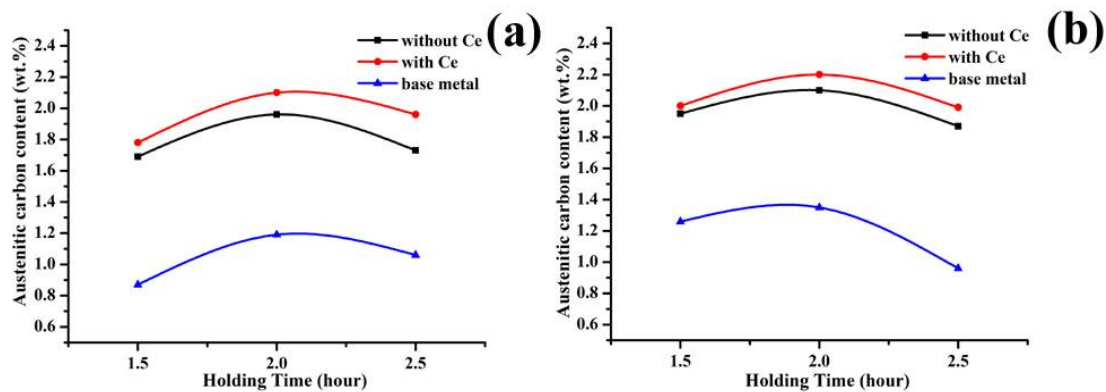 (a)
without Ce
with Ce
base metal
Austenitic carbon content (wt.%)
2.4
2.2
2.0
1.8
1.6
1.4
1.2
1.0
0.8
0.6
1.5
2.0
2.5
Holding Time (hour)
(b)
without Ce
with Ce
base metal
Austenitic carbon content (wt.%)
2.4
2.2
2.0
1.8
1.6
1.4
1.2
1.0
0.8
0.6
1.5
2.0
2.5
Holding Time (hour)